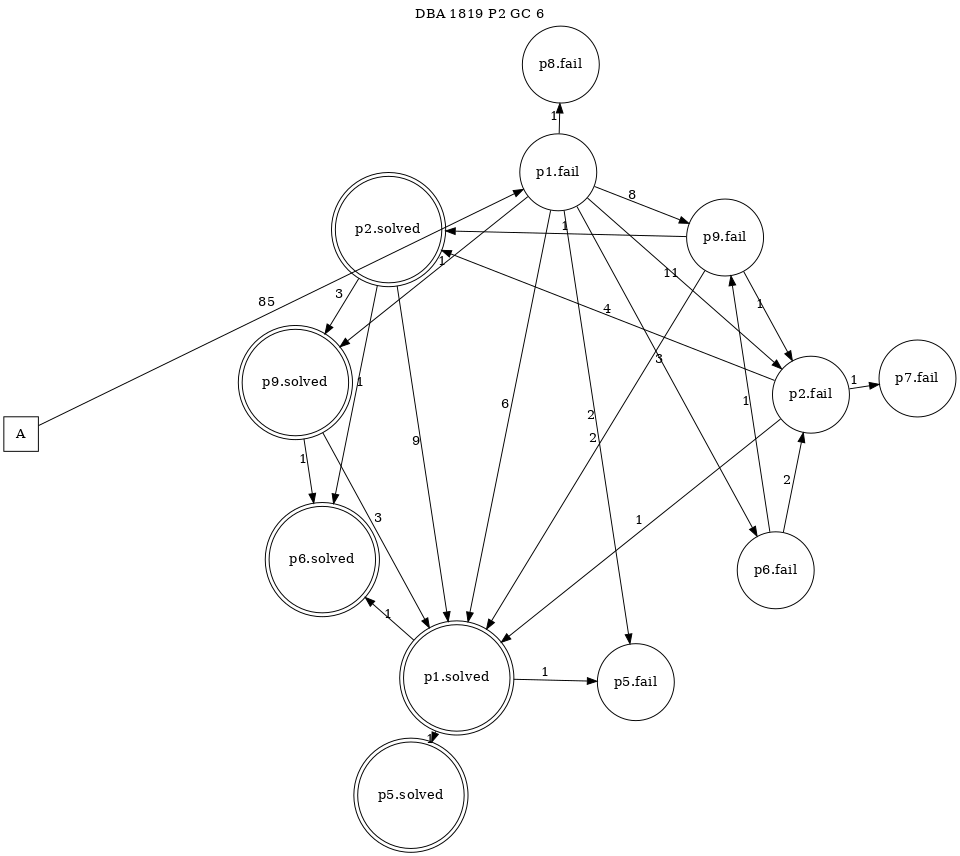 DBA 1819 P2 GC 6
p8.fail
1
p1.fail
8
p2.solved
1
p9.fail
1
11
3
85
1
4
3
1
p7.fail
p9.solved
1
p2.fail
1
6
2
9
2
1
3
2
1
p6.solved
p6.fail
1
p1.solved
1
p5.fail
1
p5.solved
A